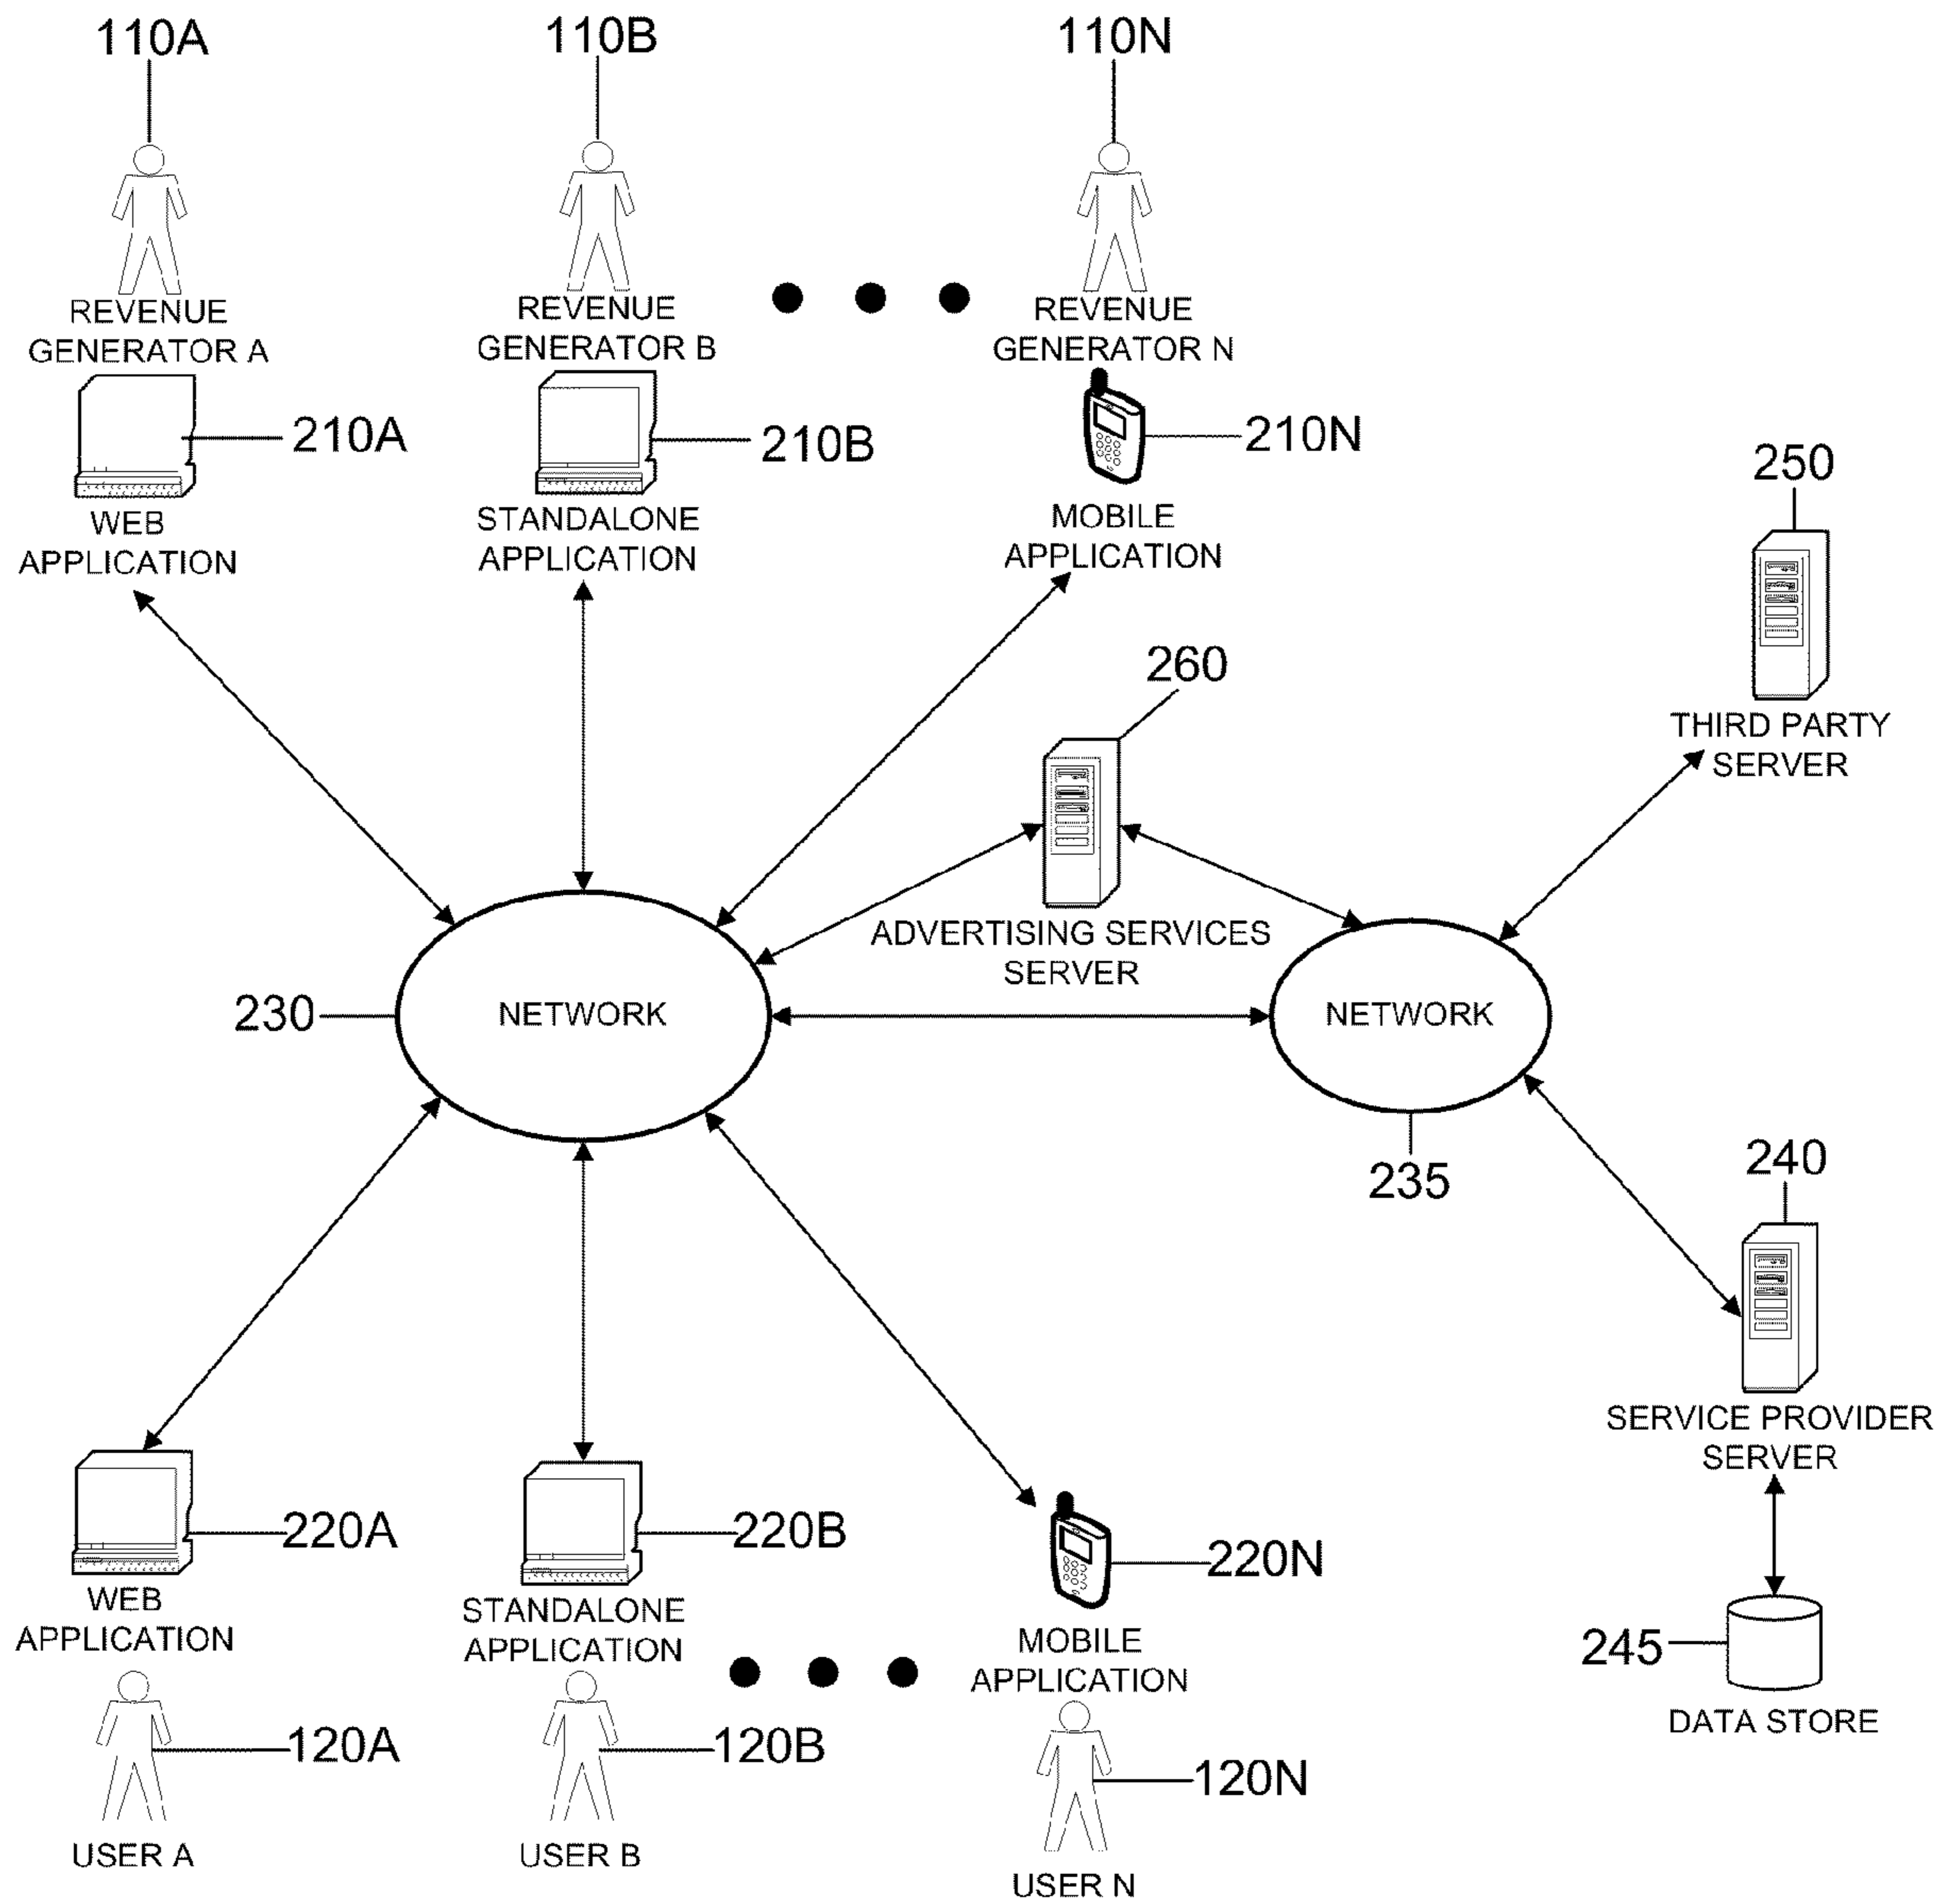 110A
110B
110N
REVENUE
GENERATOR A
REVENUE
GENERATOR B
REVENUE
GENERATOR N
210A
210B
210N
WEB
APPLICATION
STANDALONE
APPLICATION
MOBILE
APPLICATION
250
THIRD PARTY
SERVER
260
ADVERTISING SERVICES
SERVER
230
NETWORK
NETWORK
235
240
SERVICE PROVIDER
SERVER
220A
220B
220N
WEB
APPLICATION
STANDALONE
APPLICATION
MOBILE
APPLICATION
245
DATA STORE
120A
120B
120N
USER A
USER B
USER N